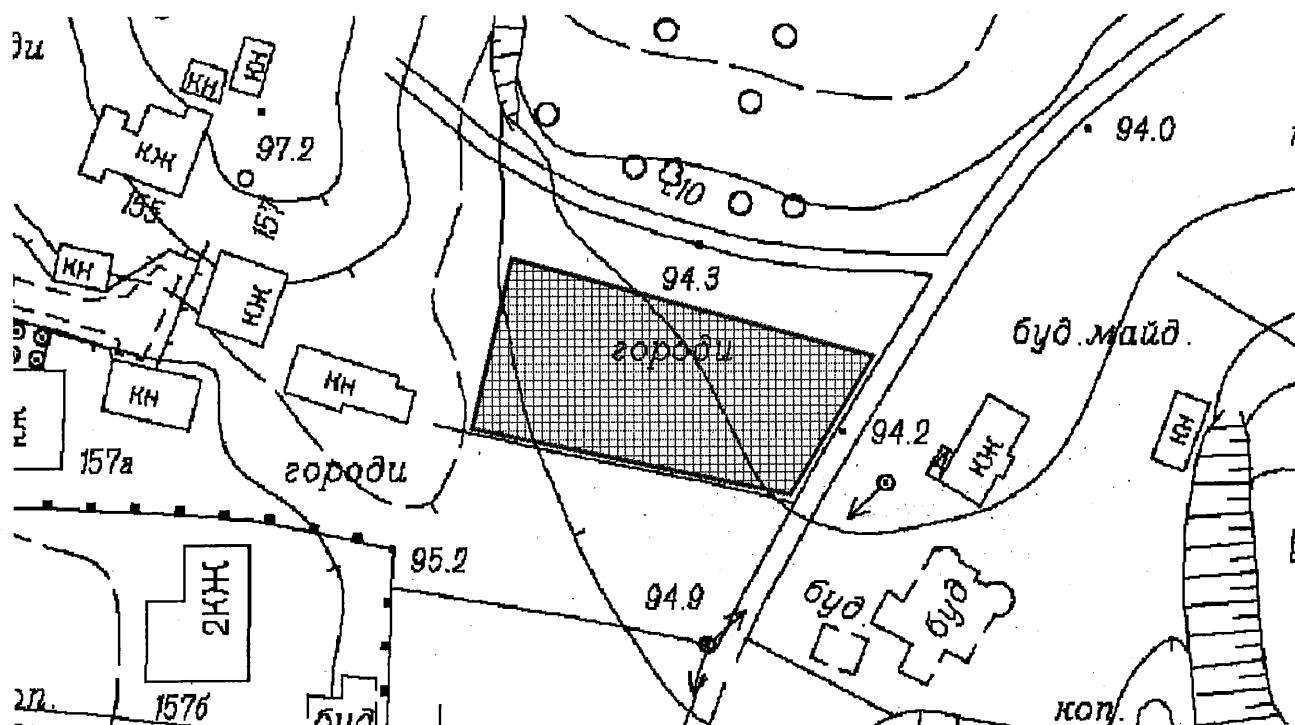 ди
кн
кн
кж
97.2
94.0
155
157
кн
кж
94.3
городи
буд.майд.
кн
кн
94.2
кж
кн
157а
городи
95.2
94.9
буд.
буд
2КЖ
157б
буд
коп.